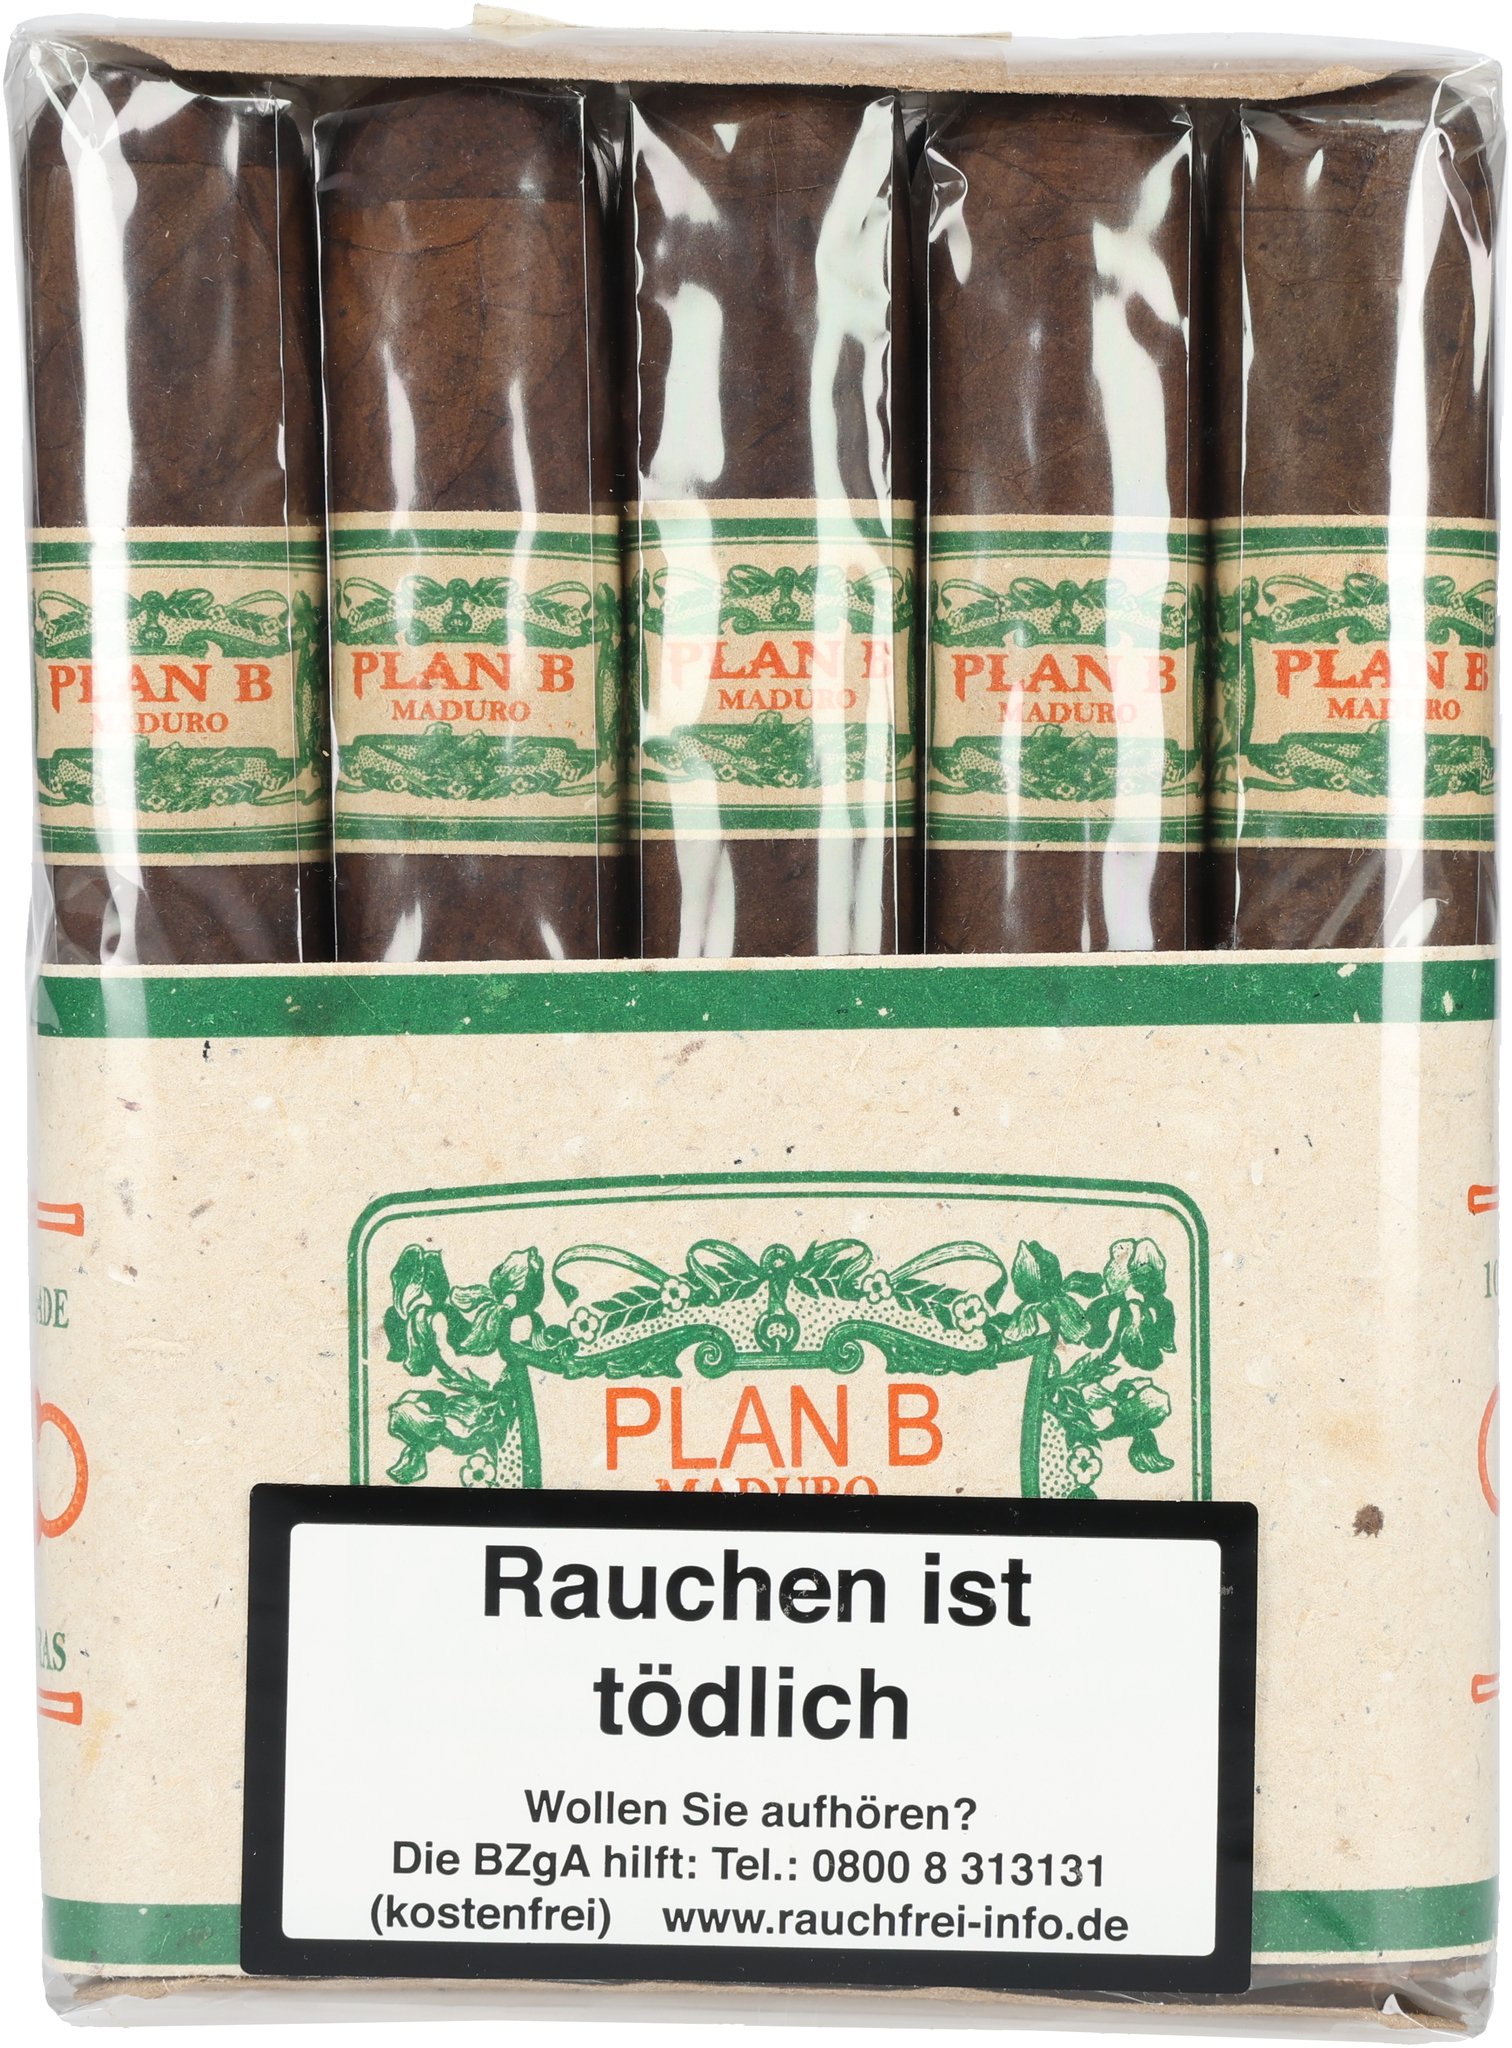 PLAN B
MADURO
PLAN B
MADURO
PLAN B
MADURO
PLAN B
MADURO
PLAN B
MADURO
PLAN B
MADURO
Rauchen ist
tödlich
Wollen Sie aufhören?
Die BZgA hilft: Tel.: 0800 8 313131
(kostenfrei) www.rauchfrei-info.de